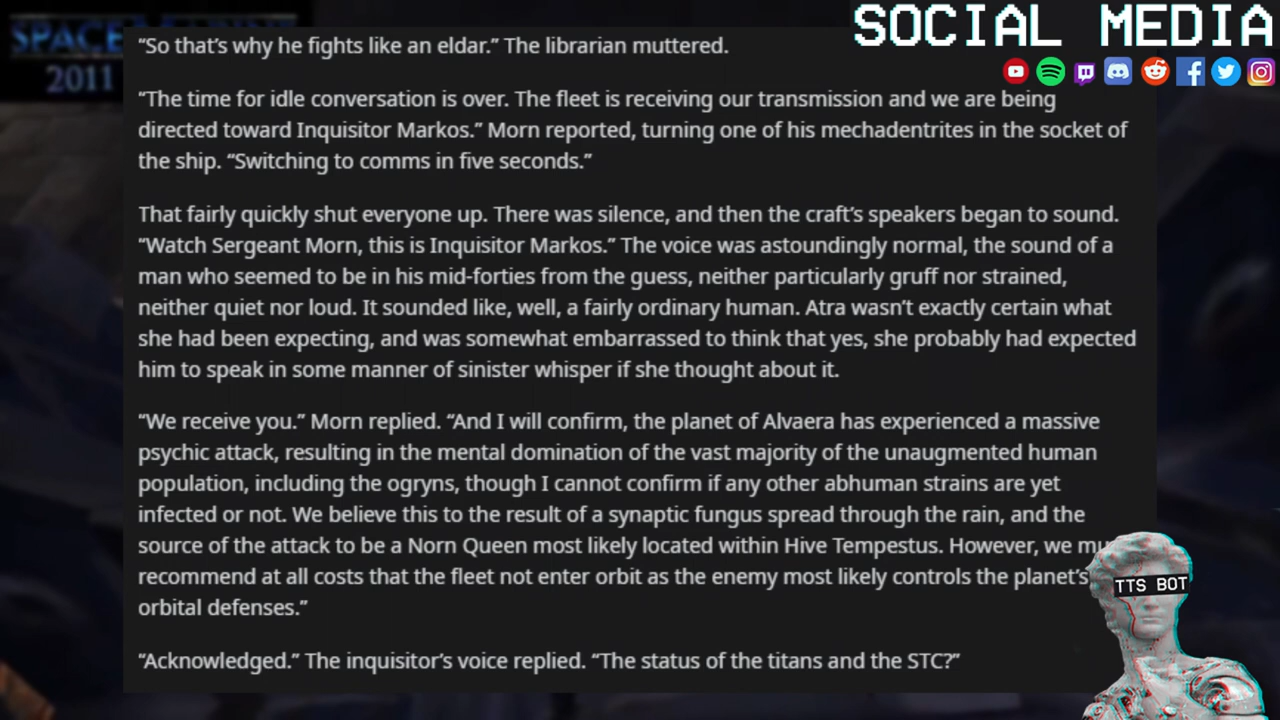 SPACE
2011
SOCIAL MEDIA
“So that’s why he fights like an eldar.” The librarian muttered.
“The time for idle conversation is over. The fleet is receiving our transmission and we are being
directed toward Inquisitor Markos.” Morn reported, turning one of his mechadentrites in the socket of
the ship. “Switching to comms in five seconds.”
That fairly quickly shut everyone up. There was silence, and then the craft’s speakers began to sound.
“Watch Sergeant Morn, this is Inquisitor Markos.” The voice was astoundingly normal, the sound of a
man who seemed to be in his mid-forties from the guess, neither particularly gruff nor strained,
neither quiet nor loud. It sounded like, well, a fairly ordinary human. Atra wasn’t exactly certain what
she had been expecting, and was somewhat embarrassed to think that yes, she probably had expected
him to speak in some manner of sinister whisper if she thought about it.
“We receive you.” Morn replied. “And I will confirm, the planet of Alvaera has experienced a massive
psychic attack, resulting in the mental domination of the vast majority of the unaugmented human
population, including the ogryns, though I cannot confirm if any other abhuman strains are yet
infected or not. We believe this to the result of a synaptic fungus spread through the rain, and the
source of the attack to be a Norn Queen most likely located within Hive Tempestus. However, we mu
recommend at all costs that the fleet not enter orbit as the enemy most likely controls the planet’s
orbital defenses.”
“Acknowledged.” The inquisitor’s voice replied. “The status of the titans and the STC?”
TTS BOT